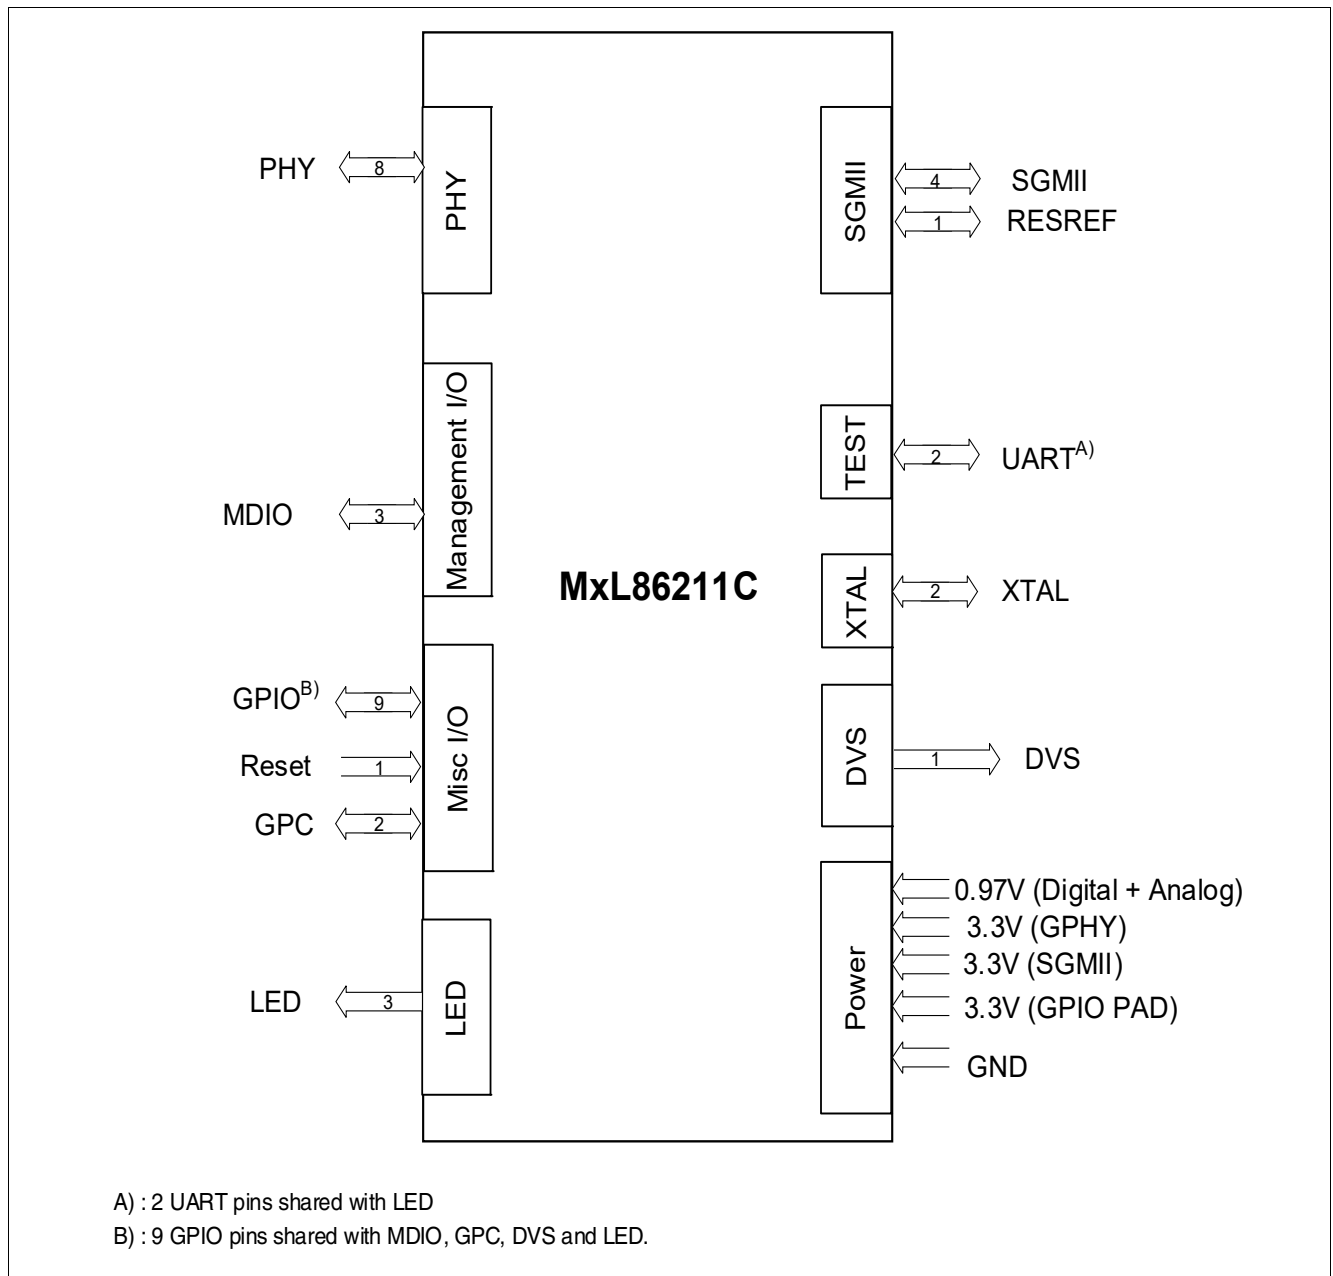 PHY
8
PHY
SGMII
4
SGMII
1
RESREF
Management I/O
MDIO
3
TEST
2
UART^A)
MxL86211C
XTAL
2
XTAL
Misc I/O
GPIO^B)
9
Reset
1
GPC
2
DVS
1
DVS
LED
3
LED
Power
0.97V (Digital + Analog)
3.3V (GPHY)
3.3V (SGMII)
3.3V (GPIO PAD)
GND
A) : 2 UART pins shared with LED
B) : 9 GPIO pins shared with MDIO, GPC, DVS and LED.